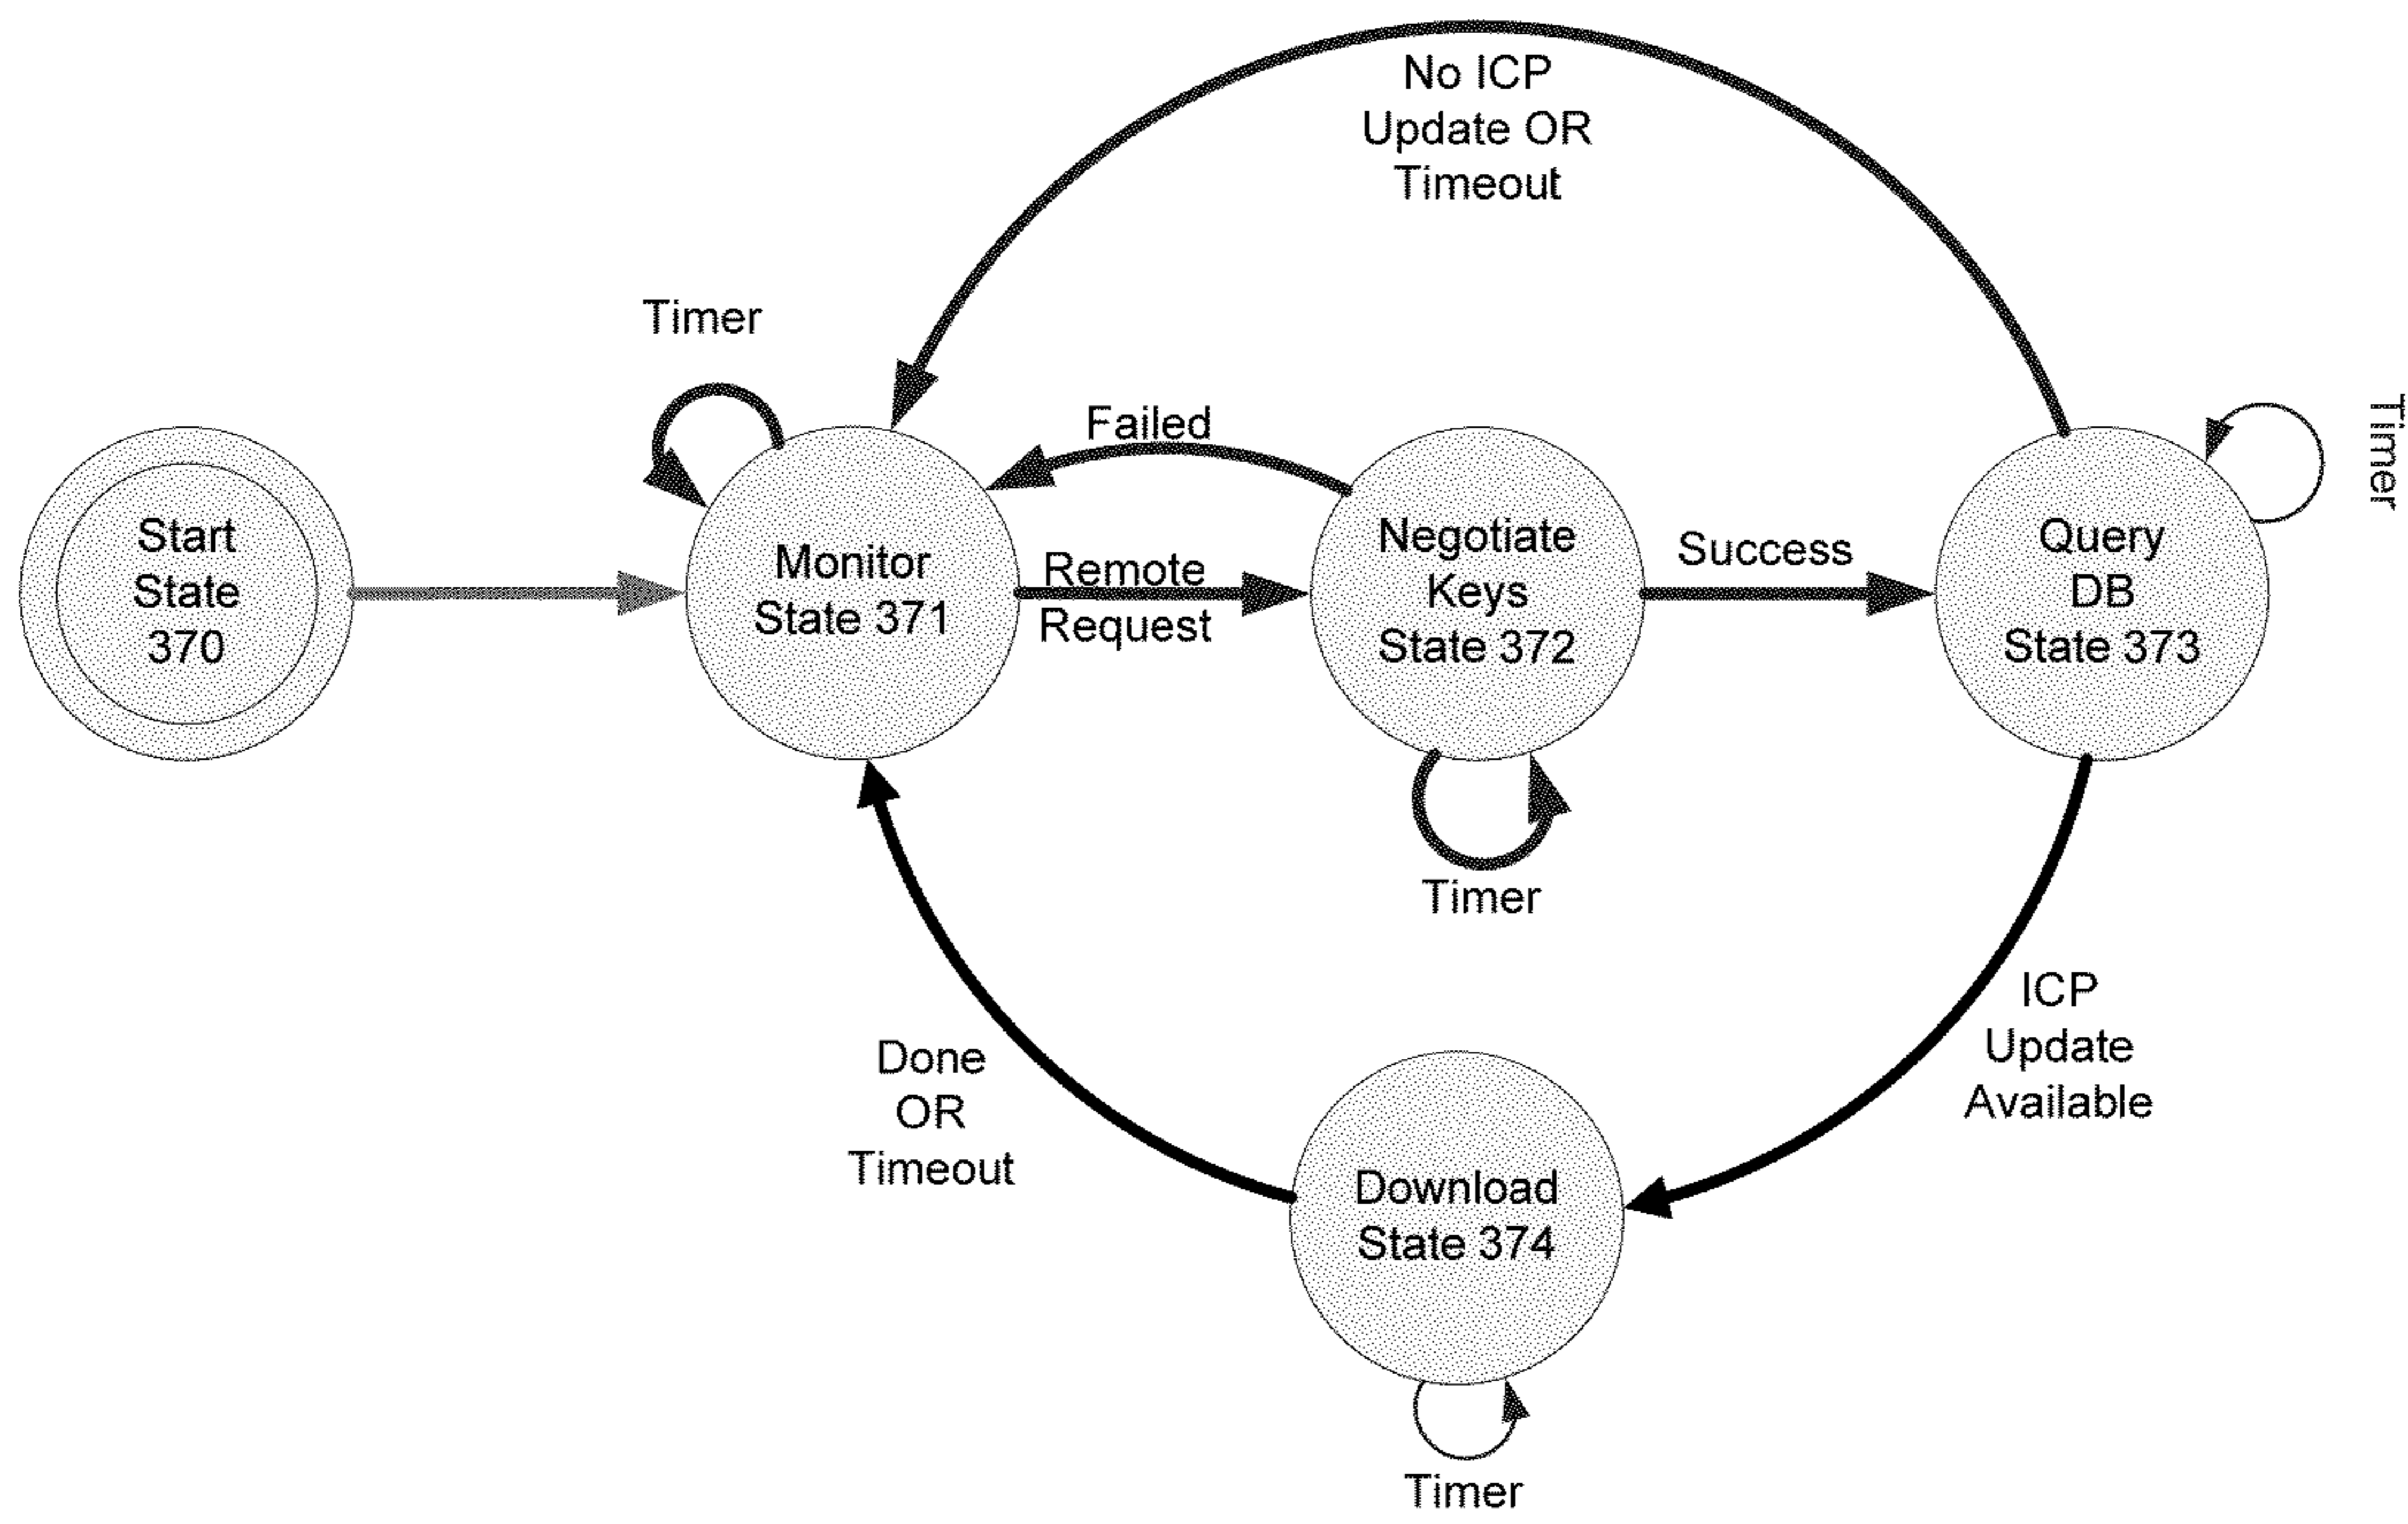 No ICP
Update OR
Timeout
Timer
Failed
Timer
Start
State
370
Monitor
State 371
Remote
Request
Negotiate
Keys
State 372
Success
Query
DB
State 373
Timer
ICP
Update
Available
Done
OR
Timeout
Download
State 374
Timer